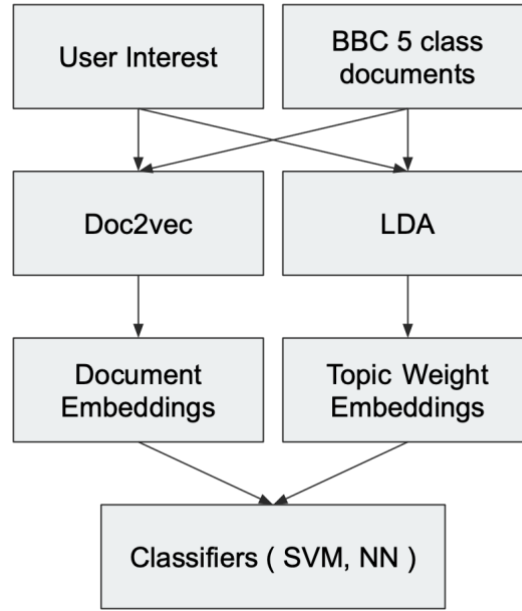 User Interest
BBC 5 class
documents
Doc2vec
LDA
Document
Embeddings
Topic Weight
Embeddings
Classifiers ( SVM, NN )